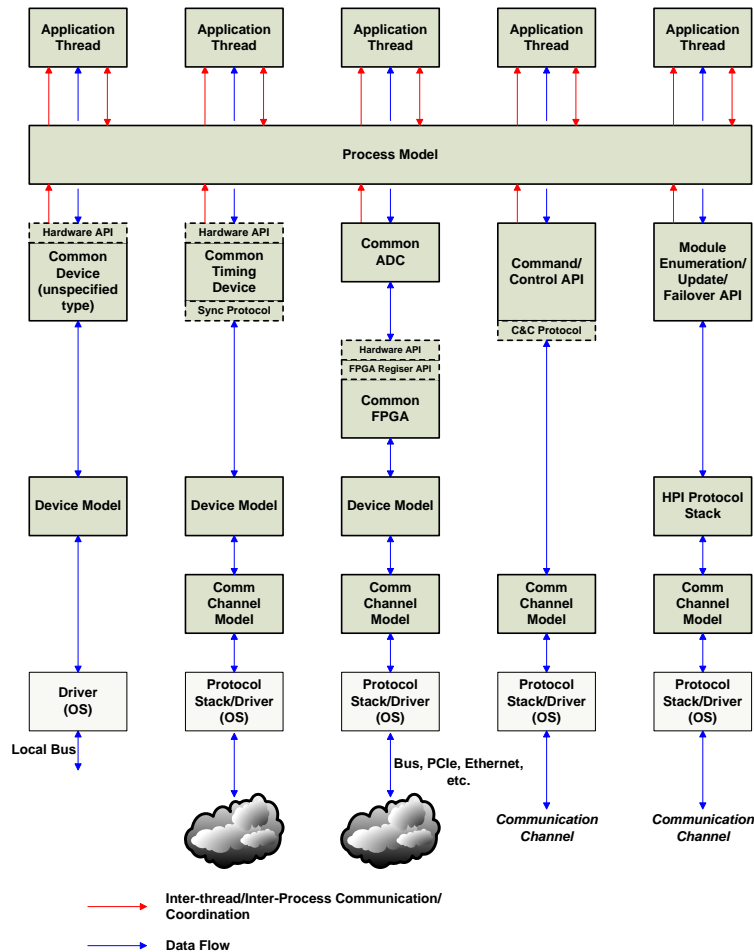 Application
Thread
Application
Thread
Application
Thread
Application
Thread
Application
Thread
Process Model
Hardware API
Common
Device
(unspecified
type)
Hardware API
Common
Timing
Device
Sync Protocol
Common
ADC
Command/
Control API
C&C Protocol
Module
Enumeration/
Update/
Failover API
Hardware API
FPGA Regiser API
Common
FPGA
Device Model
Device Model
Device Model
HPI Protocol
Stack
Comm
Channel
Model
Comm
Channel
Model
Comm
Channel
Model
Comm
Channel
Model
Driver
(OS)
Protocol
Stack/Driver
(OS)
Protocol
Stack/Driver
(OS)
Protocol
Stack/Driver
(OS)
Protocol
Stack/Driver
(OS)
Local Bus
Bus, PCIe, Ethernet,
etc.
Communication
Channel
Communication
Channel
Inter-thread/Inter-Process Communication/
Coordination
Data Flow